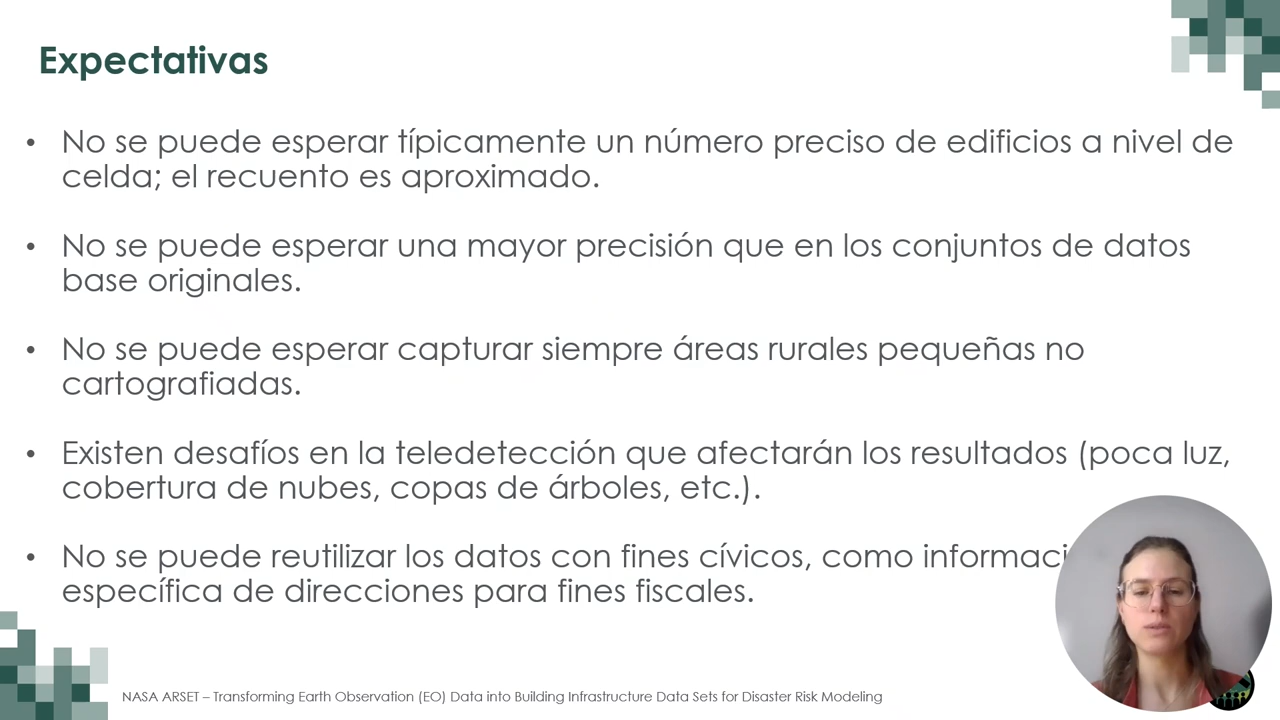 Expectativas
• No se puede esperar típicamente un número preciso de edificios a nivel de
celda; el recuento es aproximado.
• No se puede esperar una mayor precisión que en los conjuntos de datos
base originales.
• No se puede esperar capturar siempre áreas rurales pequeñas no
cartografiadas.
• Existen desafíos en la teledetección que afectarán los resultados (poca luz,
cobertura de nubes, copas de árboles, etc.).
• No se puede reutilizar los datos con fines cívicos, como informaci
específica de direcciones para fines fiscales.
NASA ARSET – Transforming Earth Observation (EO) Data into Building Infrastructure Data Sets for Disaster Risk Modeling